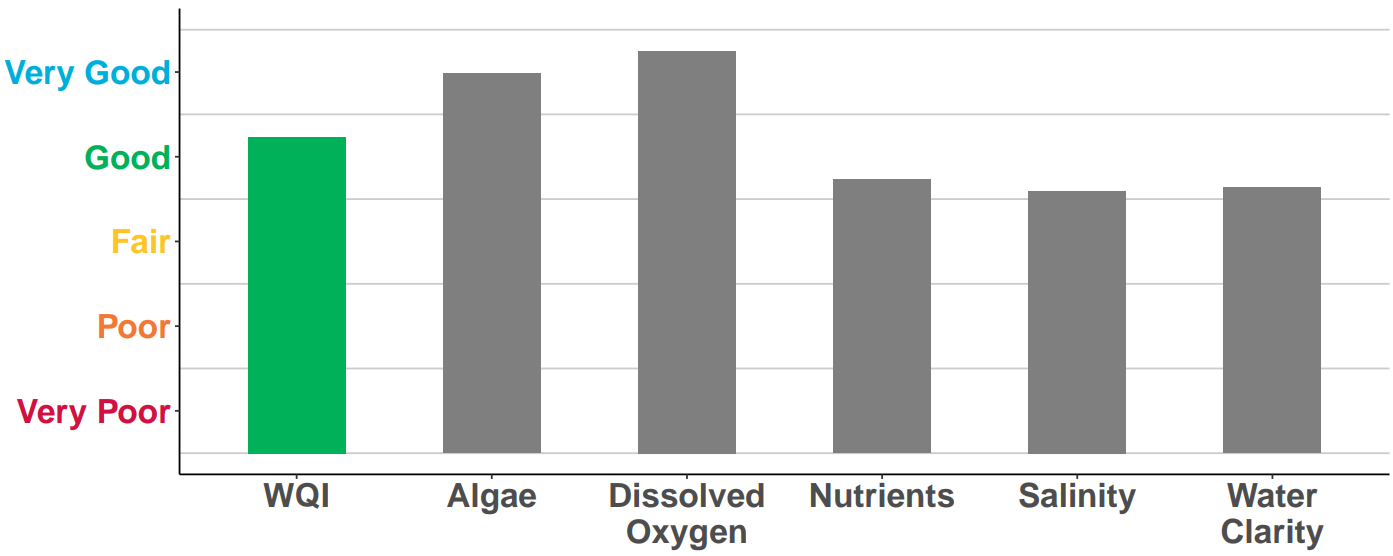 Very Good
Good
Fair
Poor
Very Poor
WQI
Algae
Dissolved
Oxygen
Nutrients
Salinity
Water
Clarity